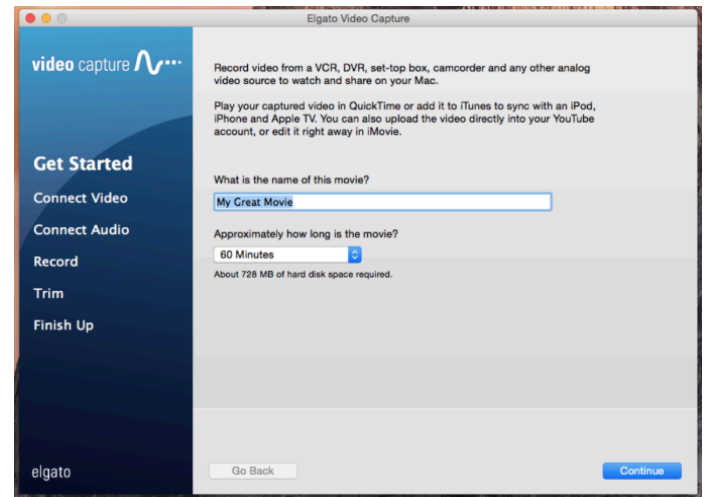 Elgato Video Capture
video capture
Get Started
Connect Video
Connect Audio
Record
Trim
Finish Up
elgato
Record video from a VCR, DVR, set-top box, camcorder and any other analog
video source to watch and share on your Mac.
Play your captured video in QuickTime or add it to iTunes to sync with an iPod,
iPhone and Apple TV. You can also upload the video directly into your YouTube
account, or edit it right away in iMovie.
What is the name of this movie?
My Great Movie
Approximately how long is the movie?
60 Minutes
About 728 MB of hard disk space required.
Go Back
Continue